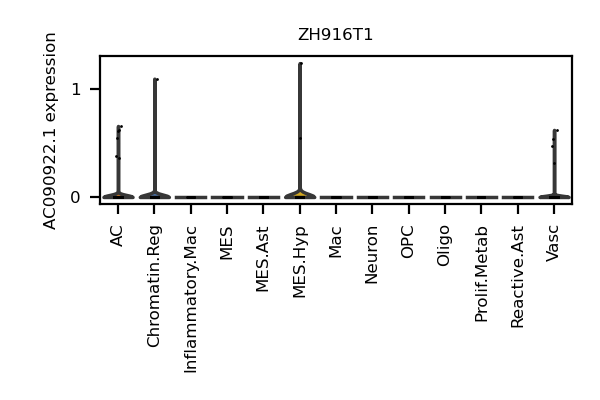 ZH916T1
AC090922.1 expression
1
0
AC
Chromatin.Reg
Inflammatory.Mac
MES
MES.Ast
MES.Hyp
Mac
Neuron
OPC
Oligo
Prolif.Metab
Reactive.Ast
Vasc